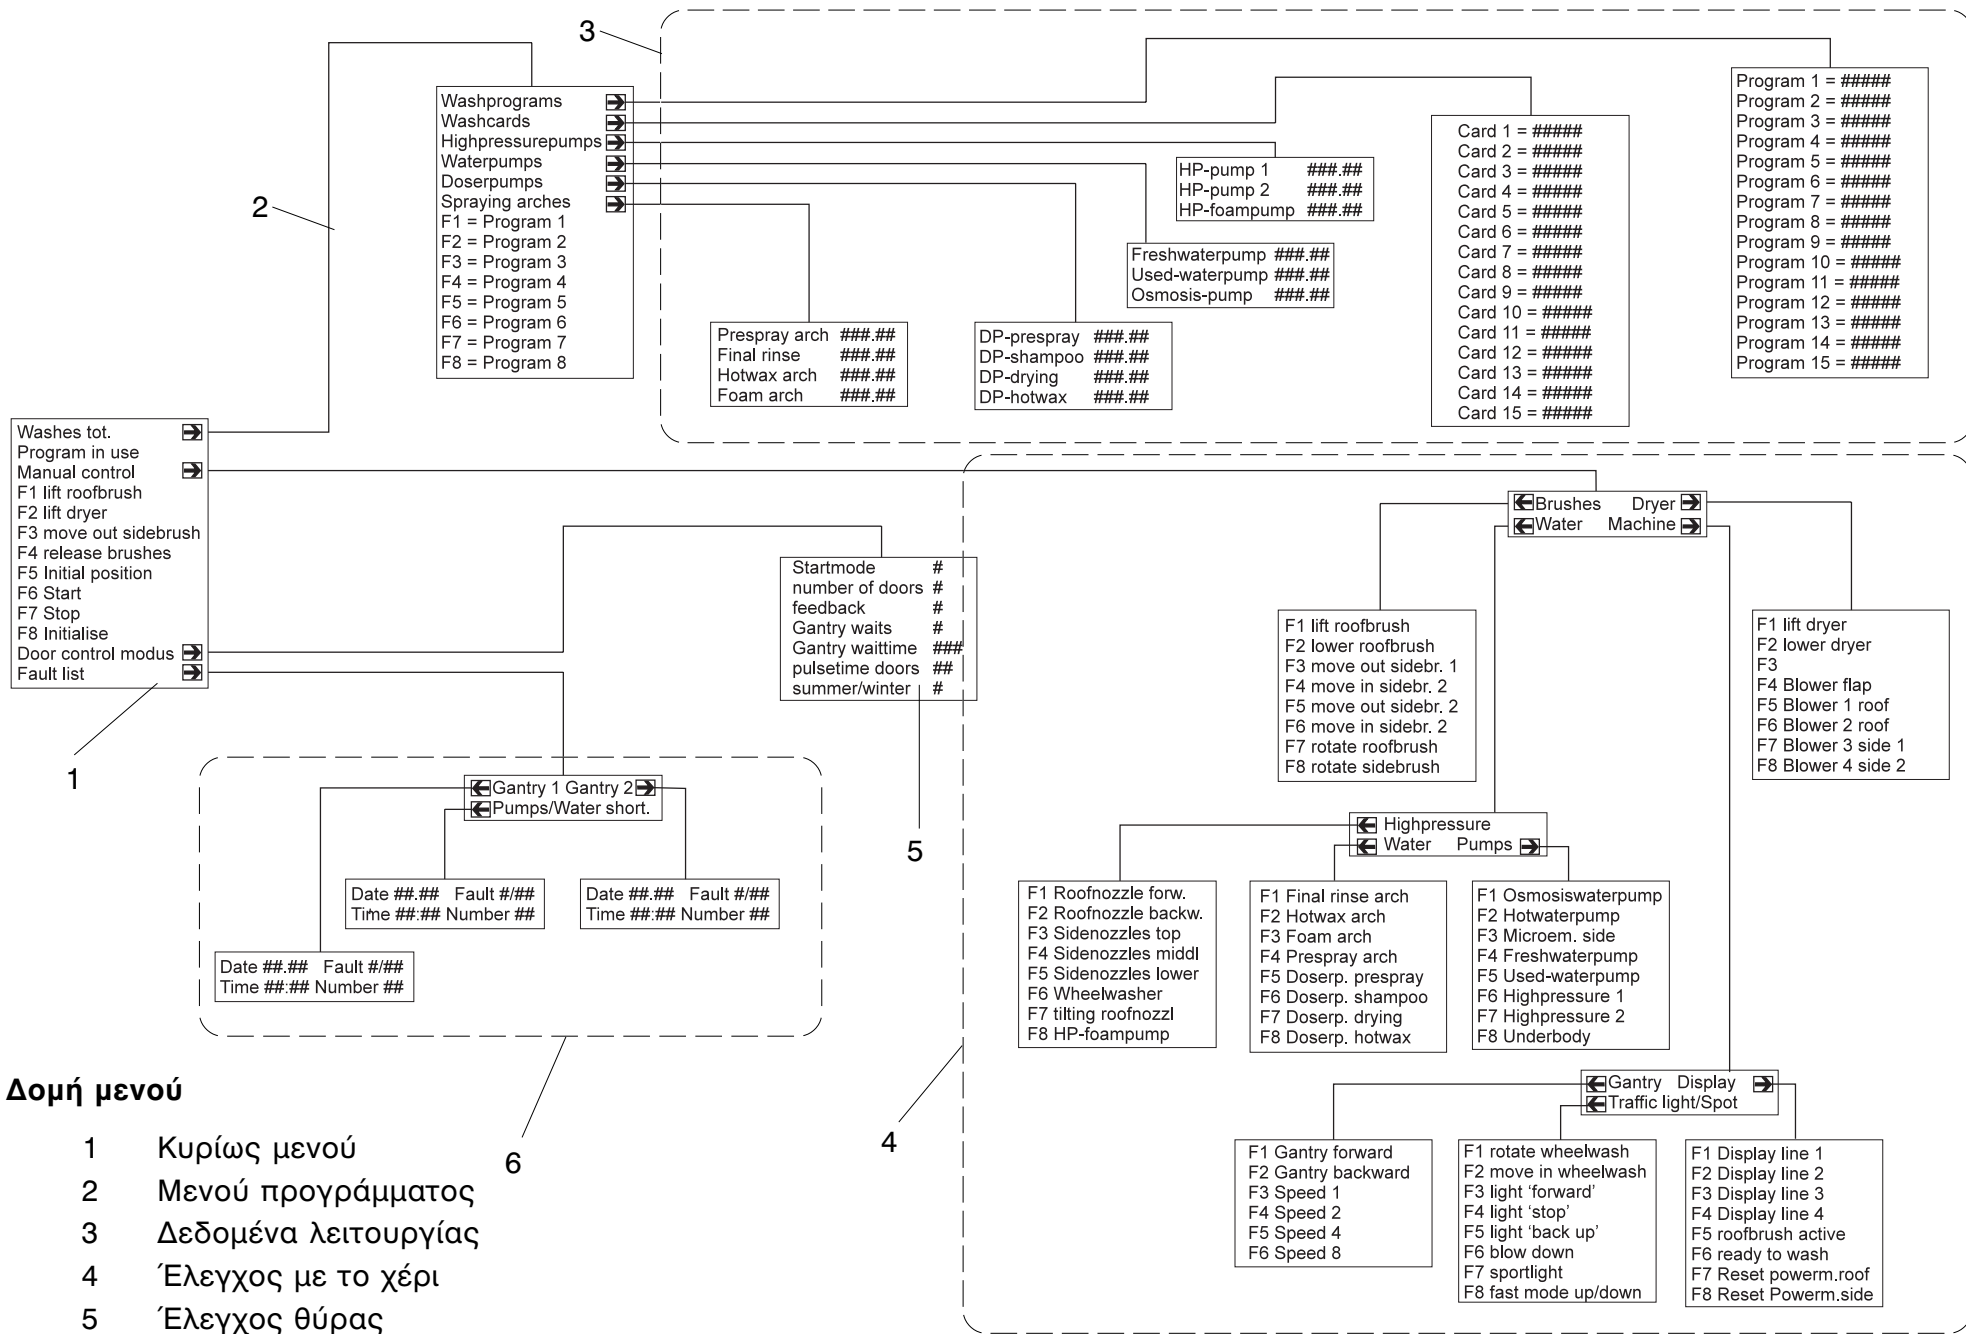 3
2
Washprograms
Washcards
Highpressurepumps
Waterpumps
Doserpumps
Spraying arches
F1 = Program 1
F2 = Program 2
F3 = Program 3
F4 = Program 4
F5 = Program 5
F6 = Program 6
F7 = Program 7
F8 = Program 8
Prespray arch ###.##
Final rinse ###.##
Hotwax arch ###.##
Foam arch ###.##
DP-prespray ###.##
DP-shampoo ###.##
DP-drying ###.##
DP-hotwax ###.##
Freshwaterpump ###.##
Used-waterpump ###.##
Osmosis-pump ###.##
HP-pump 1 ###.##
HP-pump 2 ###.##
HP-foampump ###.##
Card 1 = #####
Card 2 = #####
Card 3 = #####
Card 4 = #####
Card 5 = #####
Card 6 = #####
Card 7 = #####
Card 8 = #####
Card 9 = #####
Card 10 = #####
Card 11 = #####
Card 12 = #####
Card 13 = #####
Card 14 = #####
Card 15 = #####
Program 1 = #####
Program 2 = #####
Program 3 = #####
Program 4 = #####
Program 5 = #####
Program 6 = #####
Program 7 = #####
Program 8 = #####
Program 9 = #####
Program 10 = #####
Program 11 = #####
Program 12 = #####
Program 13 = #####
Program 14 = #####
Program 15 = #####
Washes tot.
Program in use
Manual control
F1 lift roofbrush
F2 lift dryer
F3 move out sidebrush
F4 release brushes
F5 Initial position
F6 Start
F7 Stop
F8 Initialise
Door control modus
Fault list
1
Startmode #
number of doors #
feedback #
Gantry waits #
Gantry waittime ###
pulsetime doors ##
summer/winter #
5
Gantry 1 Gantry 2
Pumps/Water short.
Date ##.## Fault #/##
Time ##:## Number ##
Date ##.## Fault #/##
Time ##:## Number ##
Date ##.## Fault #/##
Time ##:## Number ##
6
Brushes Dryer
Water Machine
F1 lift roofbrush
F2 lower roofbrush
F3 move out sidebr. 1
F4 move in sidebr. 2
F5 move out sidebr. 2
F6 move in sidebr. 2
F7 rotate roofbrush
F8 rotate sidebrush
F1 lift dryer
F2 lower dryer
F3
F4 Blower flap
F5 Blower 1 roof
F6 Blower 2 roof
F7 Blower 3 side 1
F8 Blower 4 side 2
Highpressure
Water Pumps
F1 Roofnozzle forw.
F2 Roofnozzle backw.
F3 Sidenozzles top
F4 Sidenozzles middl
F5 Sidenozzles lower
F6 Wheelwasher
F7 tilting roofnozzl
F8 HP-foampump
F1 Final rinse arch
F2 Hotwax arch
F3 Foam arch
F4 Prespray arch
F5 Doserp. prespray
F6 Doserp. shampoo
F7 Doserp. drying
F8 Doserp. hotwax
F1 Osmosiswaterpump
F2 Hotwaterpump
F3 Microem. side
F4 Freshwaterpump
F5 Used-waterpump
F6 Highpressure 1
F7 Highpressure 2
F8 Underbody
4
Gantry Display
Traffic light/Spot
F1 Gantry forward
F2 Gantry backward
F3 Speed 1
F4 Speed 2
F5 Speed 4
F6 Speed 8
F1 rotate wheelwash
F2 move in wheelwash
F3 light ‘forward’
F4 light ‘stop’
F5 light ‘back up’
F6 blow down
F7 sportlight
F8 fast mode up/down
F1 Display line 1
F2 Display line 2
F3 Display line 3
F4 Display line 4
F5 roofbrush active
F6 ready to wash
F7 Reset powerm.roof
F8 Reset Powerm.side
Δομή μενού
1 Κυρίως μενού
2 Μενού προγράμματος
3 Δεδομένα λειτουργίας
4 Έλεγχος με το χέρι
5 Έλεγχος θύρας